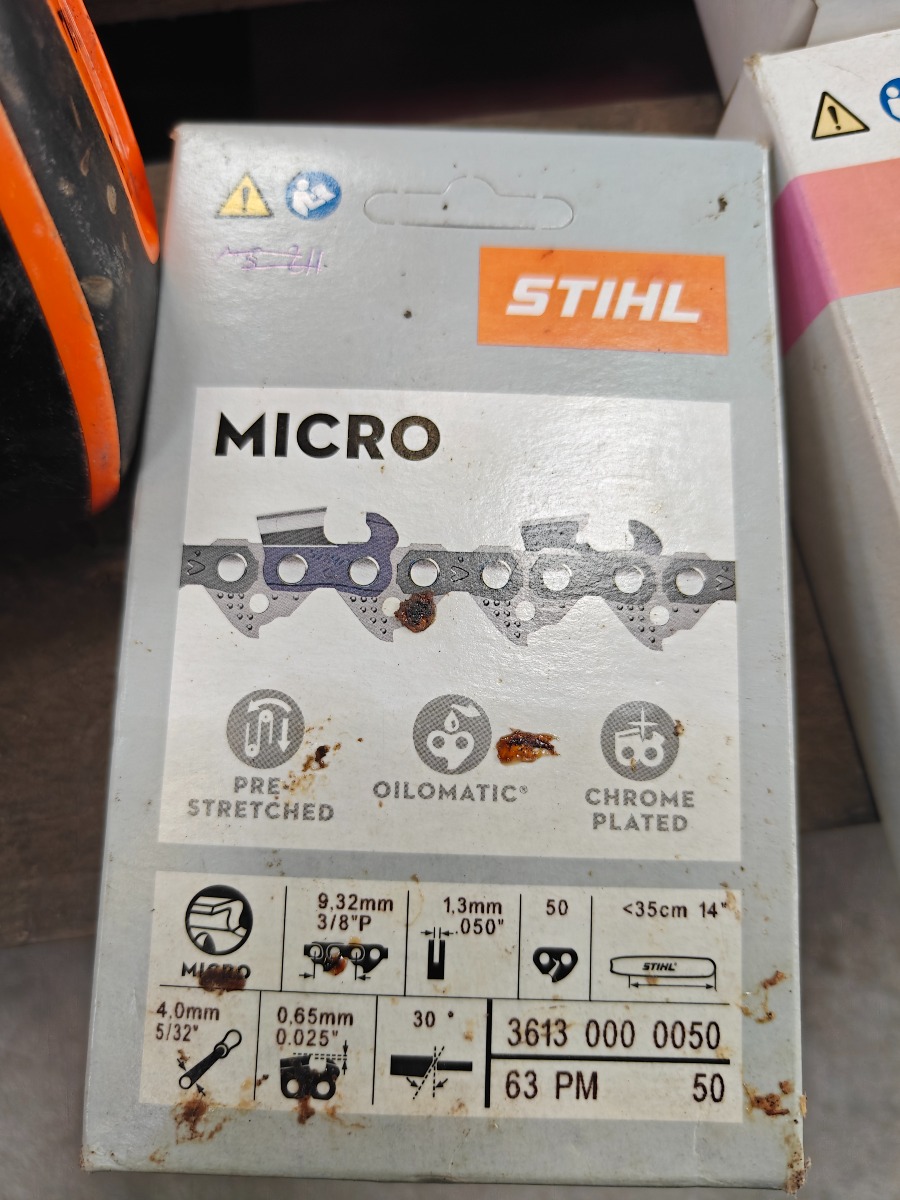 STIHL
MICRO
PRE-
STRETCHED
OILOMATIC®
CHROME
PLATED
9,32mm
3/8"P
1,3mm
.050"
50
<35cm 14"
MICRO
STIHL®
4,0mm
5/32"
0,65mm
0.025"
30 °
3613 000 0050
63 PM 50